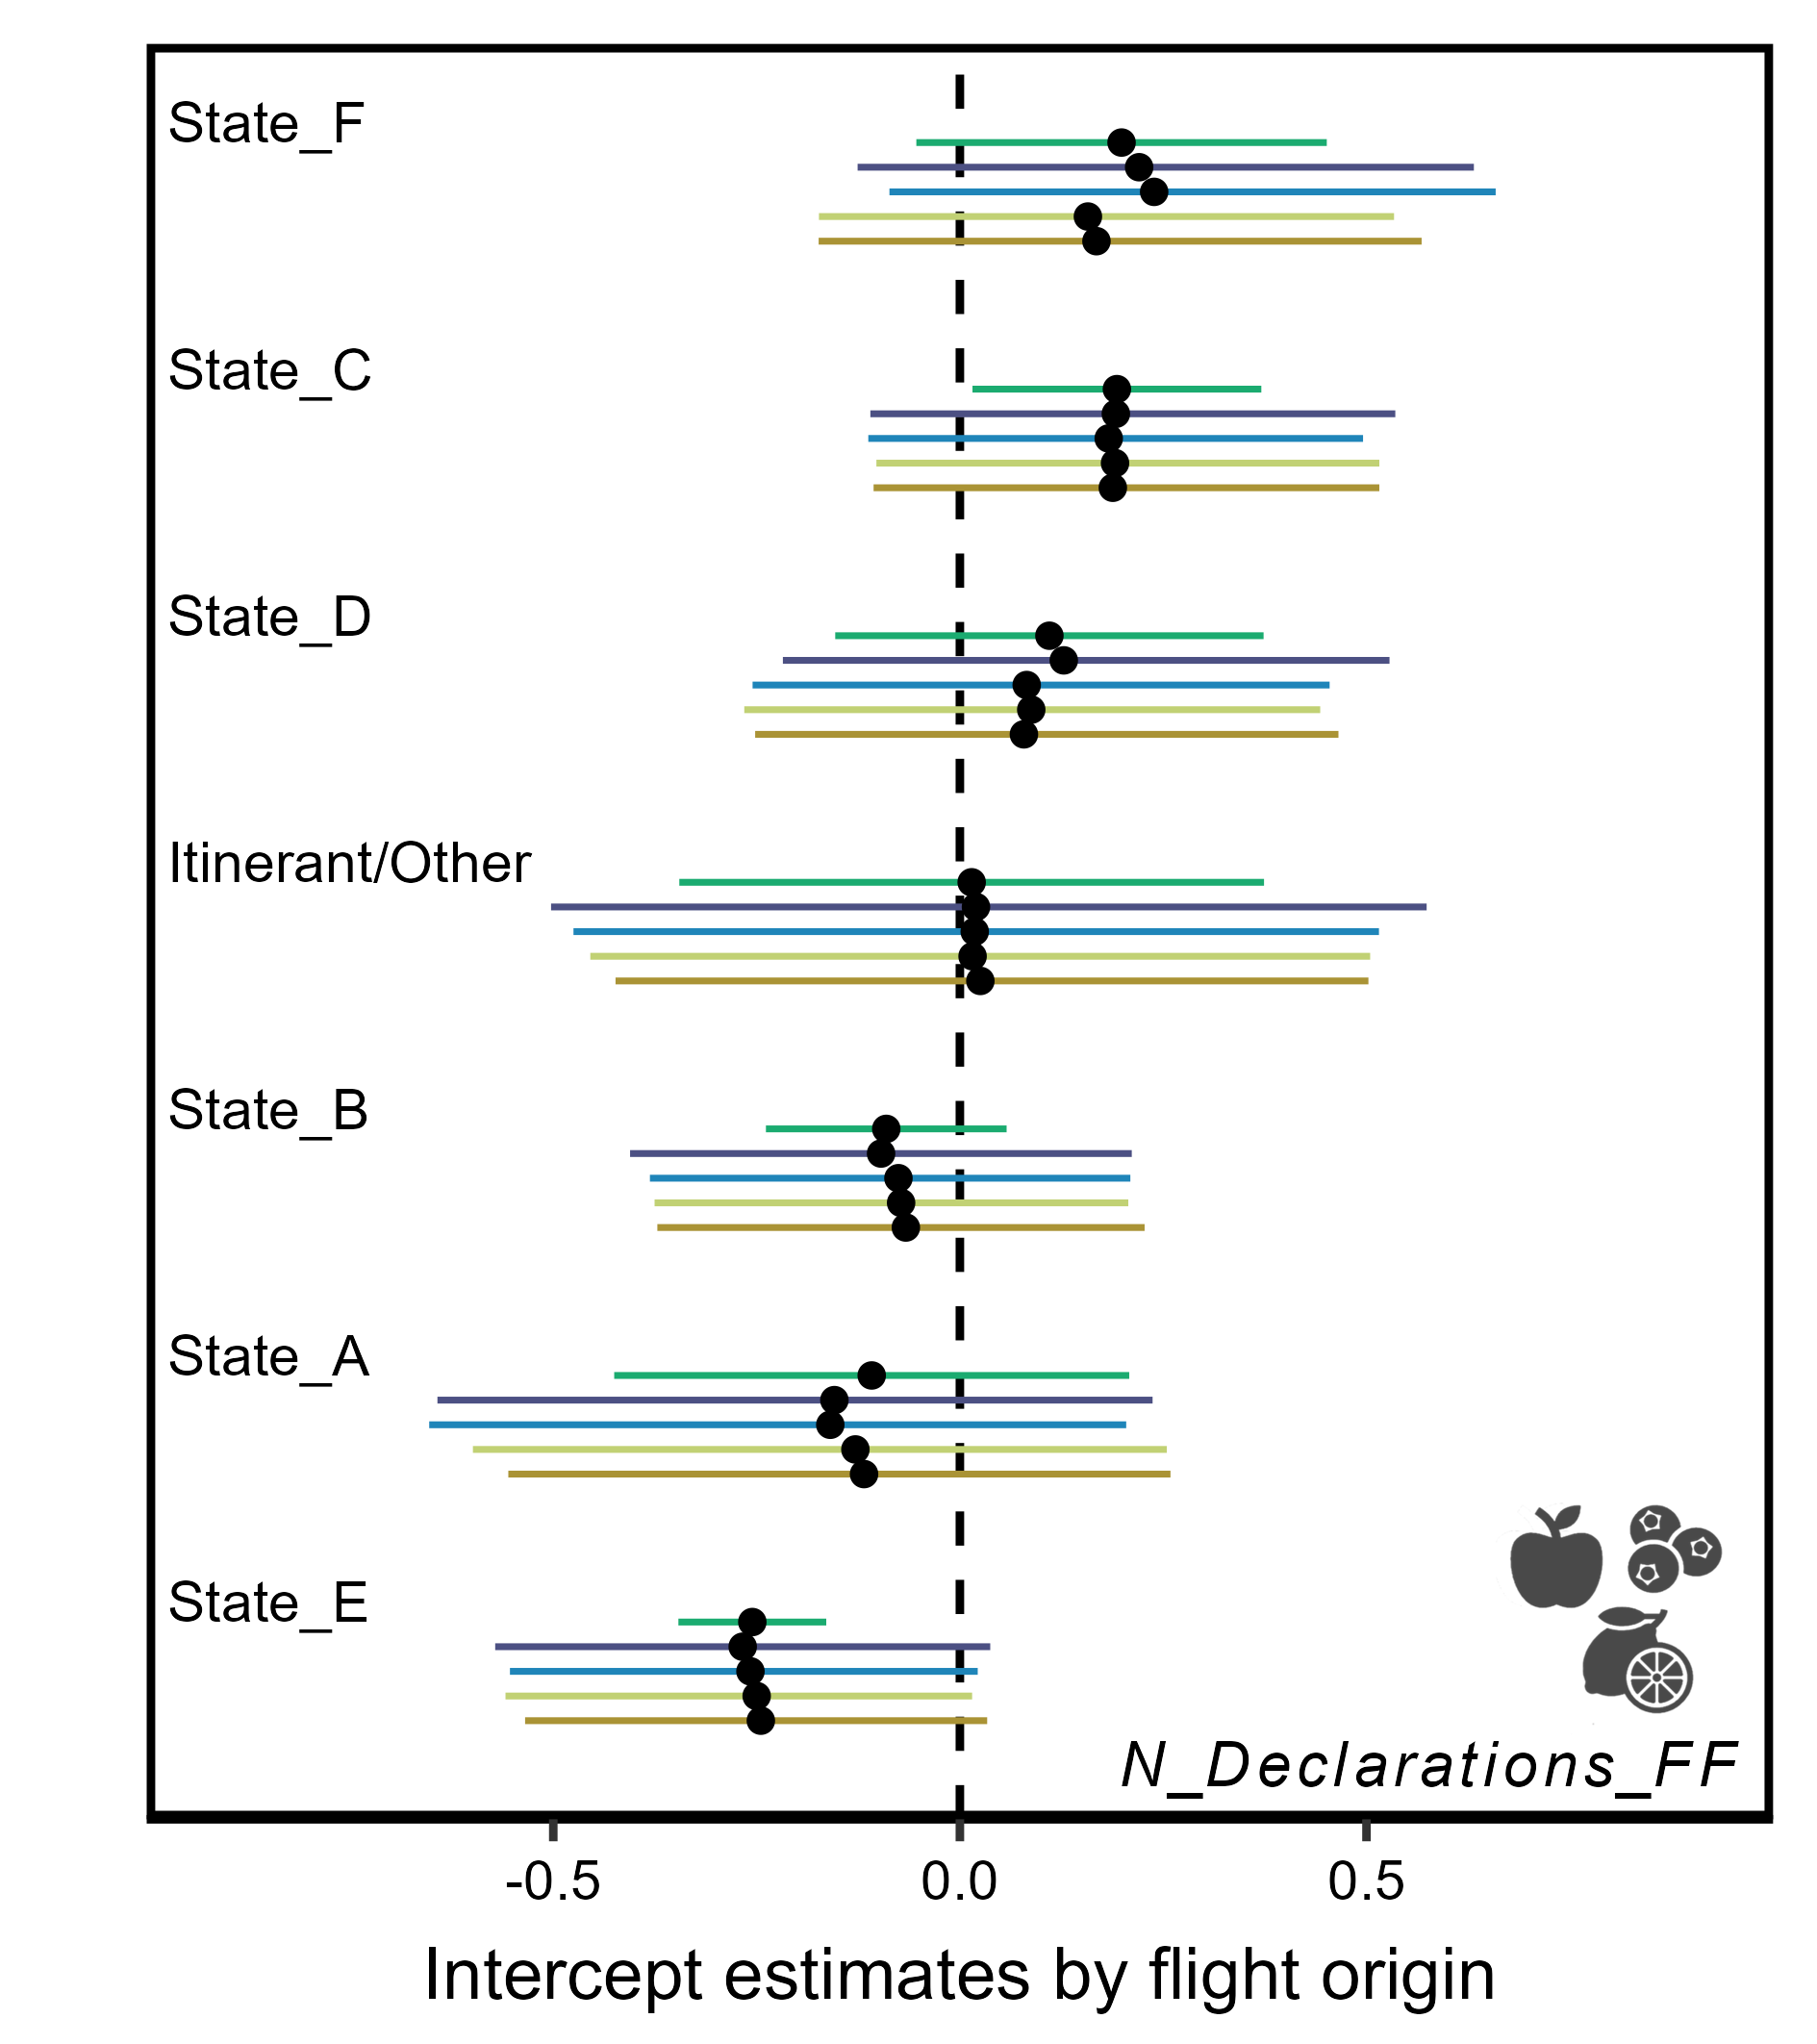 State_F
State_C
State_D
Itinerant/Other
State_B
State_A
State_E
N_Declarations_FF
-0.5 0.0 0.5
Intercept estimates by flight origin